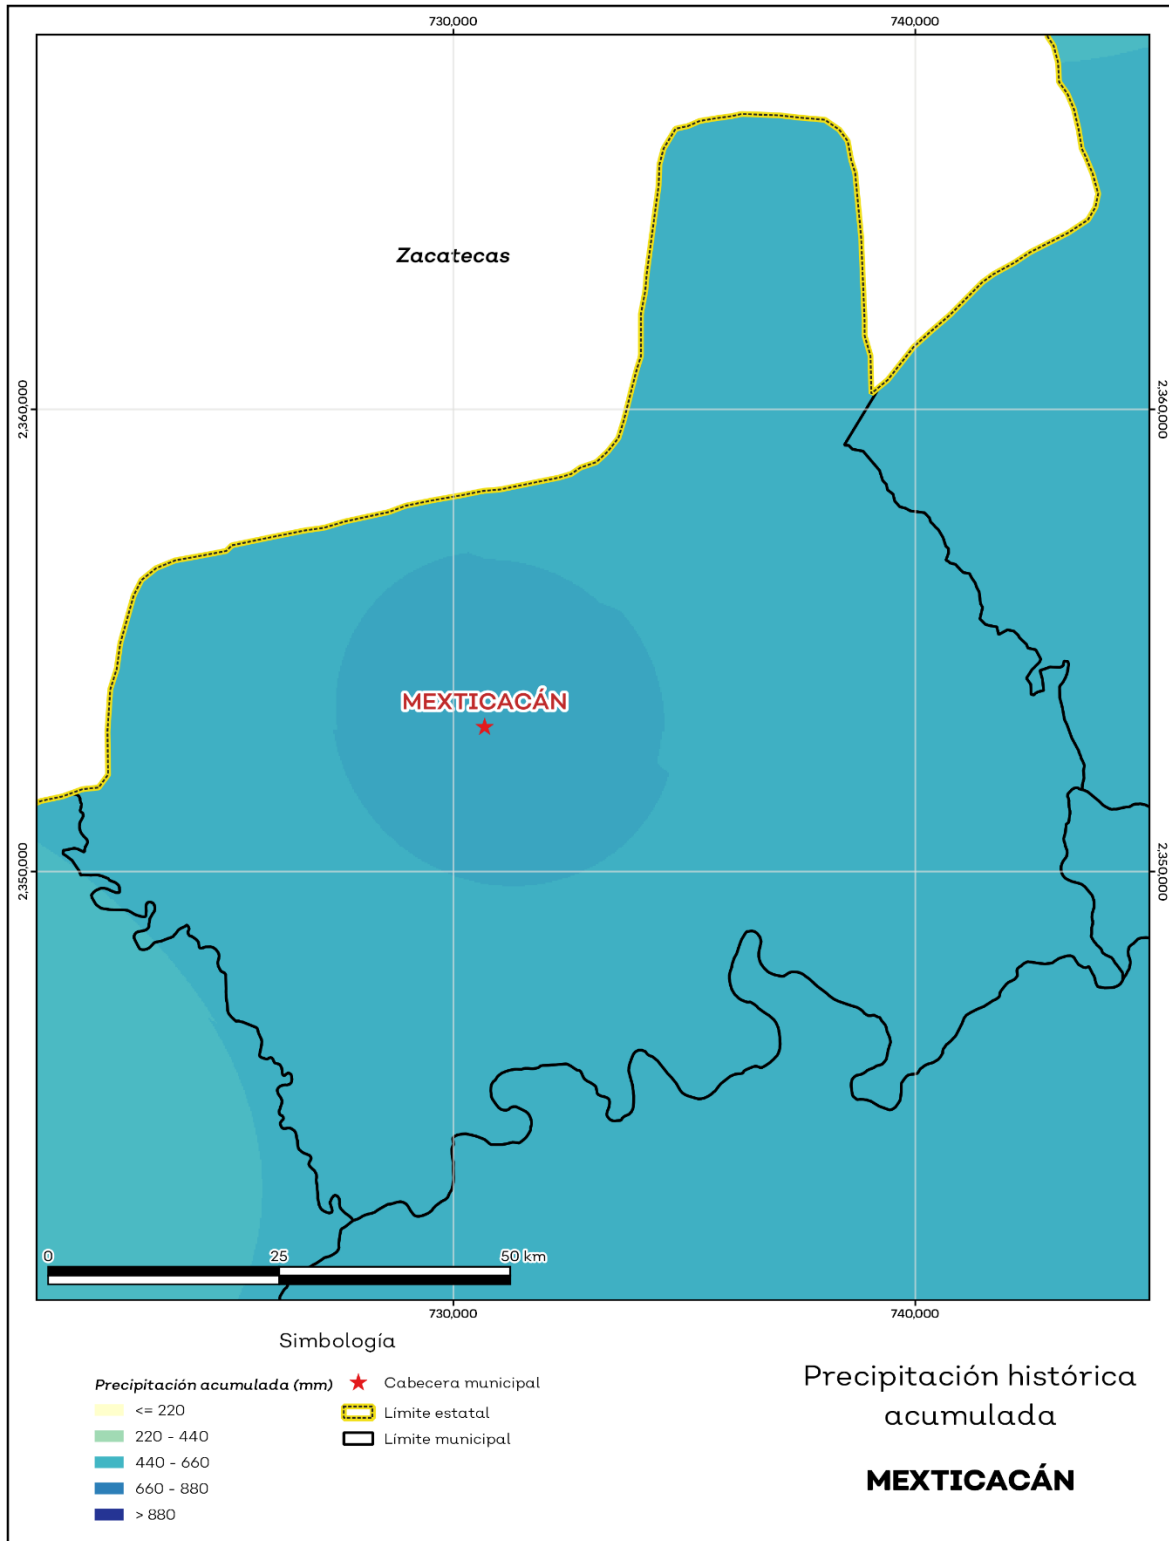 730,000
740,000
Zacatecas
2,360,000
2,360,000
MEXTICACÁN
2,350,000
2,350,000
0
25
50 km
730,000
740,000
Simbología
Precipitación acumulada (mm)
<= 220
220 - 440
440 - 660
660 - 880
> 880
Cabecera municipal
Límite estatal
Límite municipal
Precipitación histórica
acumulada
MEXTICACÁN